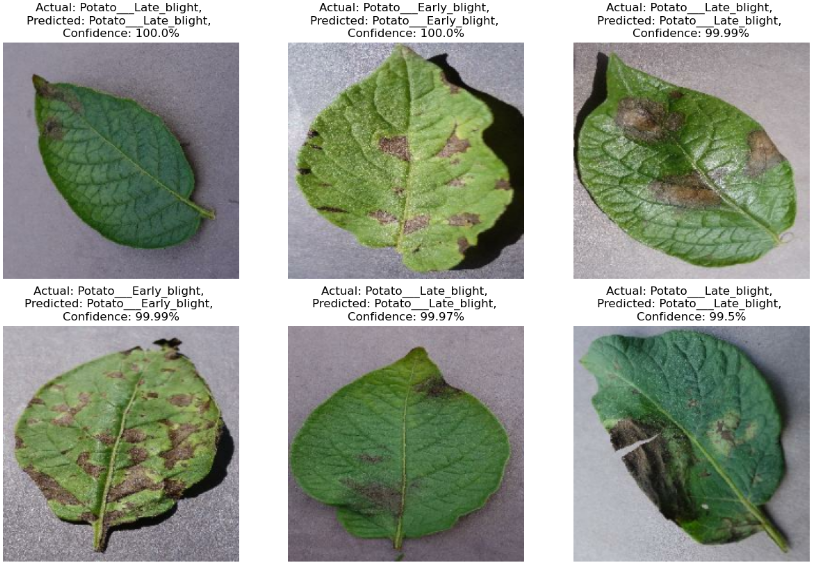 Actual: Potato___Late_blight,
Predicted: Potato___Late_blight,
Confidence: 100.0%
Actual: Potato___Early_blight,
Predicted: Potato___Early_blight,
Confidence: 100.0%
Actual: Potato___Late_blight,
Predicted: Potato___Late_blight,
Confidence: 99.99%
Actual: Potato___Early_blight,
Predicted: Potato___Early_blight,
Confidence: 99.99%
Actual: Potato___Late_blight,
Predicted: Potato___Late_blight,
Confidence: 99.97%
Actual: Potato___Late_blight,
Predicted: Potato___Late_blight,
Confidence: 99.5%